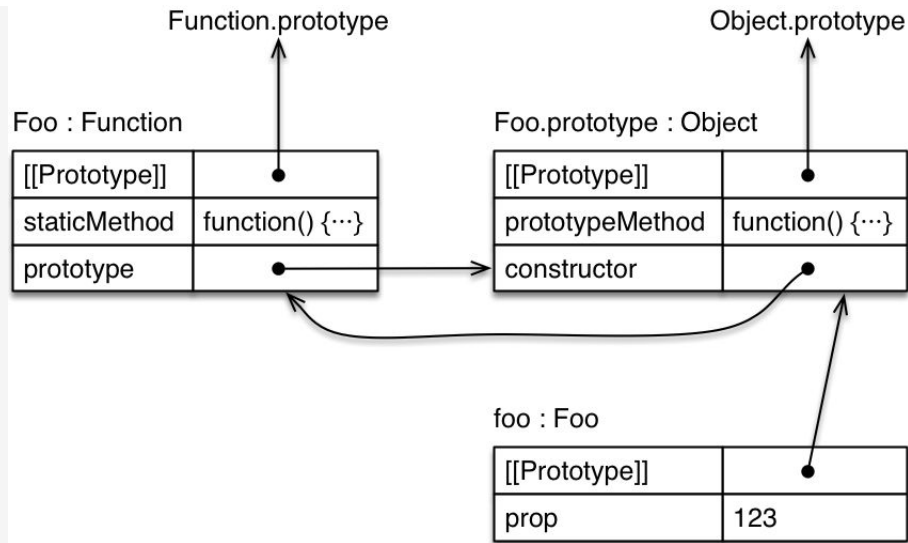 Function.prototype
Object.prototype
Foo : Function
[[Prototype]]
staticMethod function() {···}
prototype
Foo.prototype : Object
[[Prototype]]
prototypeMethod function() {···}
constructor
foo : Foo
[[Prototype]]
prop 123